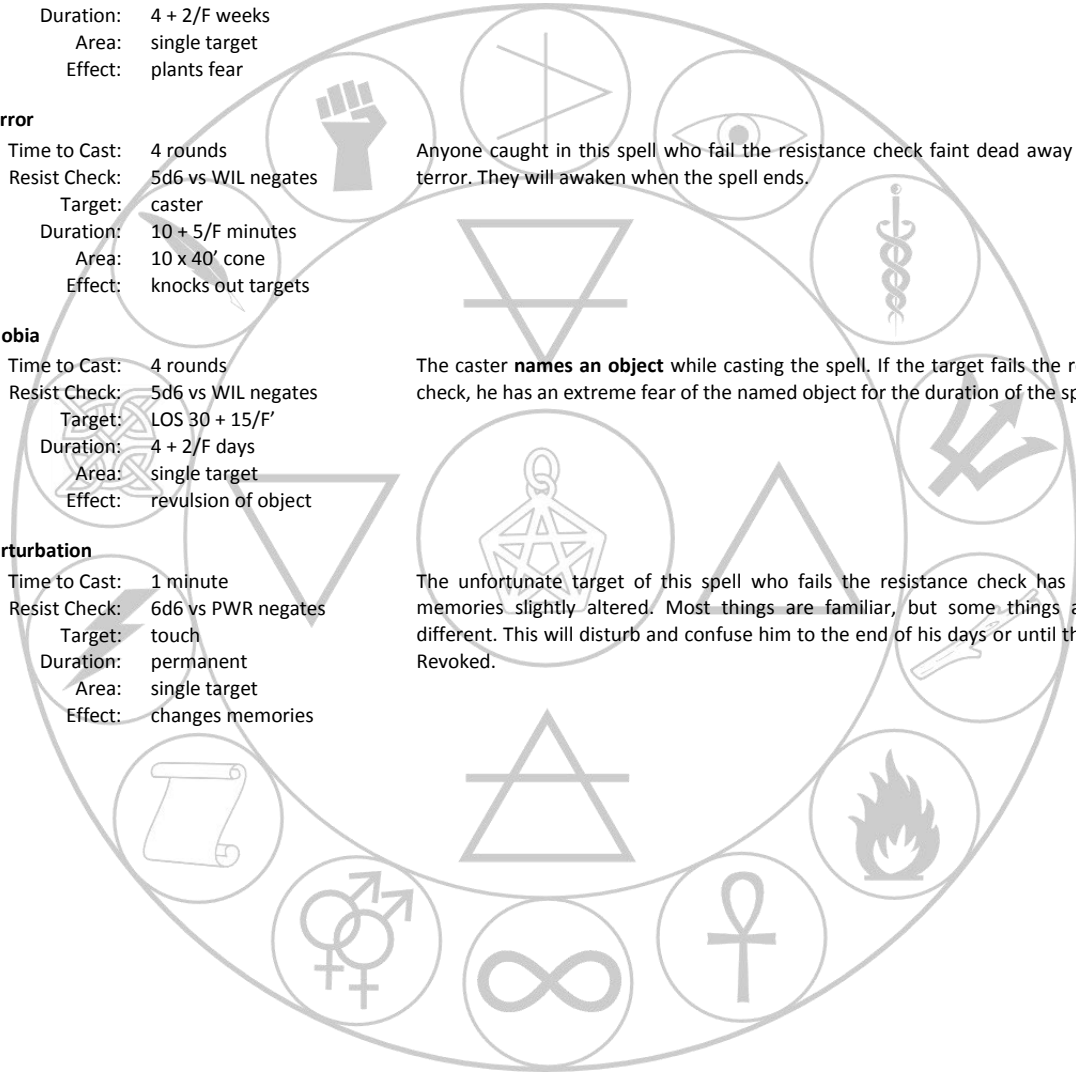 Duration: 4 + 2/F weeks
Area: single target
Effect: plants fear
rror
Time to Cast: 4 rounds
Resist Check: 5d6 vs WIL negates
Target: caster
Duration: 10 + 5/F minutes
Area: 10 x 40’ cone
Effect: knocks out targets
Anyone caught in this spell who fail the resistance check faint dead away
terror. They will awaken when the spell ends.
obia
Time to Cast: 4 rounds
Resist Check: 5d6 vs WIL negates
Target: LOS 30 + 15/F’
Duration: 4 + 2/F days
Area: single target
Effect: revulsion of object
The caster names an object while casting the spell. If the target fails the r
check, he has an extreme fear of the named object for the duration of the sp
rturbation
Time to Cast: 1 minute
Resist Check: 6d6 vs PWR negates
Target: touch
Duration: permanent
Area: single target
Effect: changes memories
The unfortunate target of this spell who fails the resistance check has
memories slightly altered. Most things are familiar, but some things a
different. This will disturb and confuse him to the end of his days or until th
Revoked.